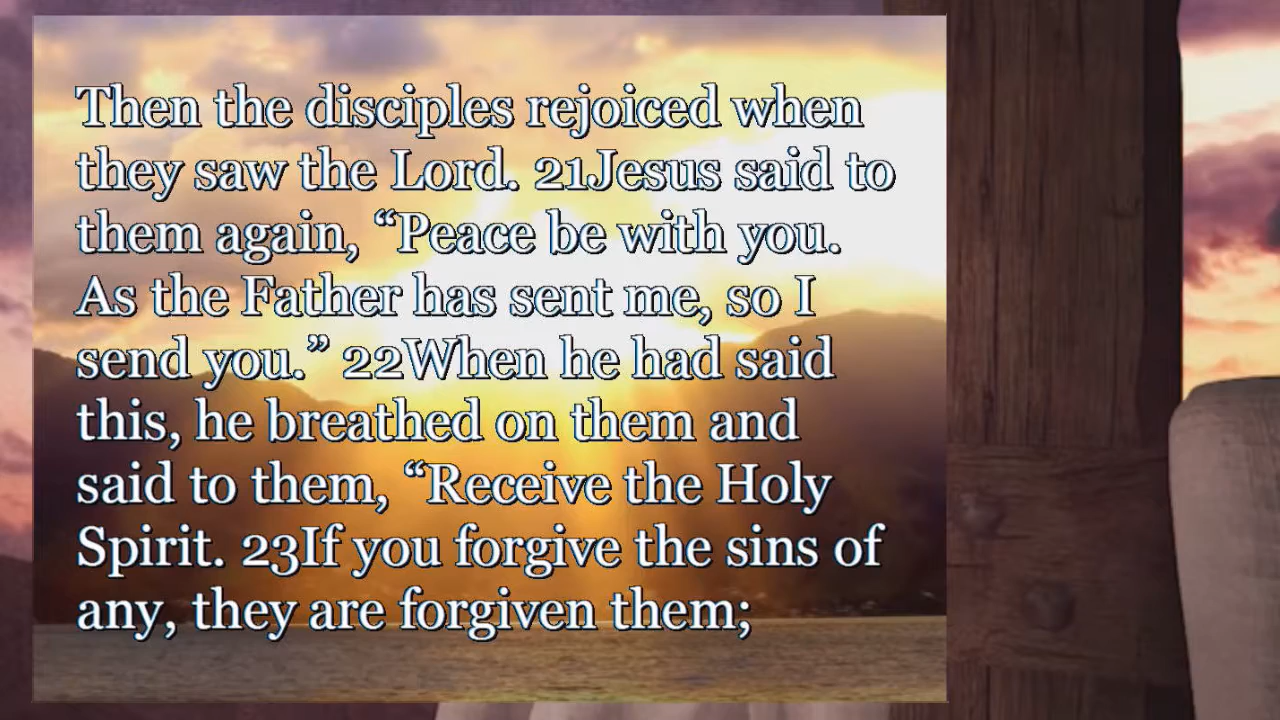 Then the disciples rejoiced when
they saw the Lord. 21Jesus said to
them again, “Peace be with you.
As the Father has sent me, so I
send you.” 22When he had said
this, he breathed on them and
said to them, “Receive the Holy
Spirit. 23If you forgive the sins of
any, they are forgiven them;